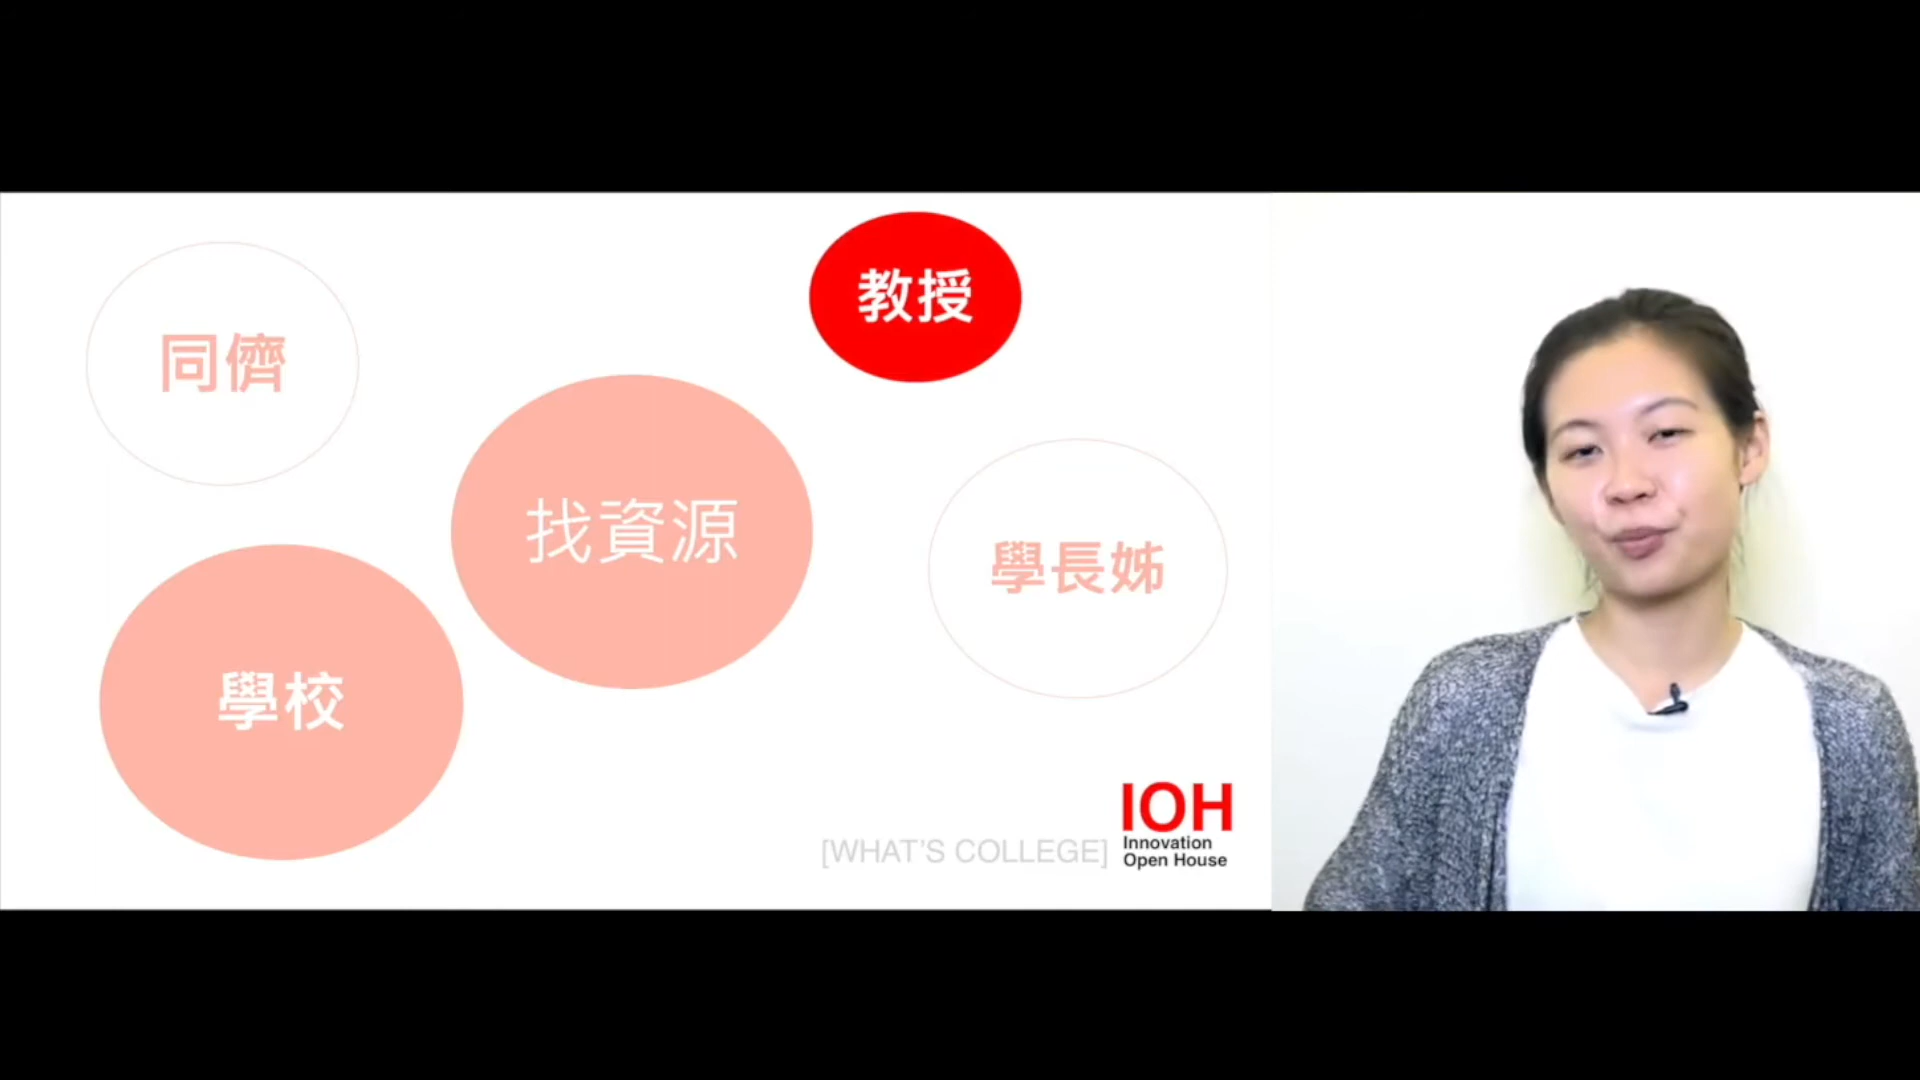 教授
同儕
找資源
學長姊
學校
[WHAT'S COLLEGE]
IOH
Innovation
Open House